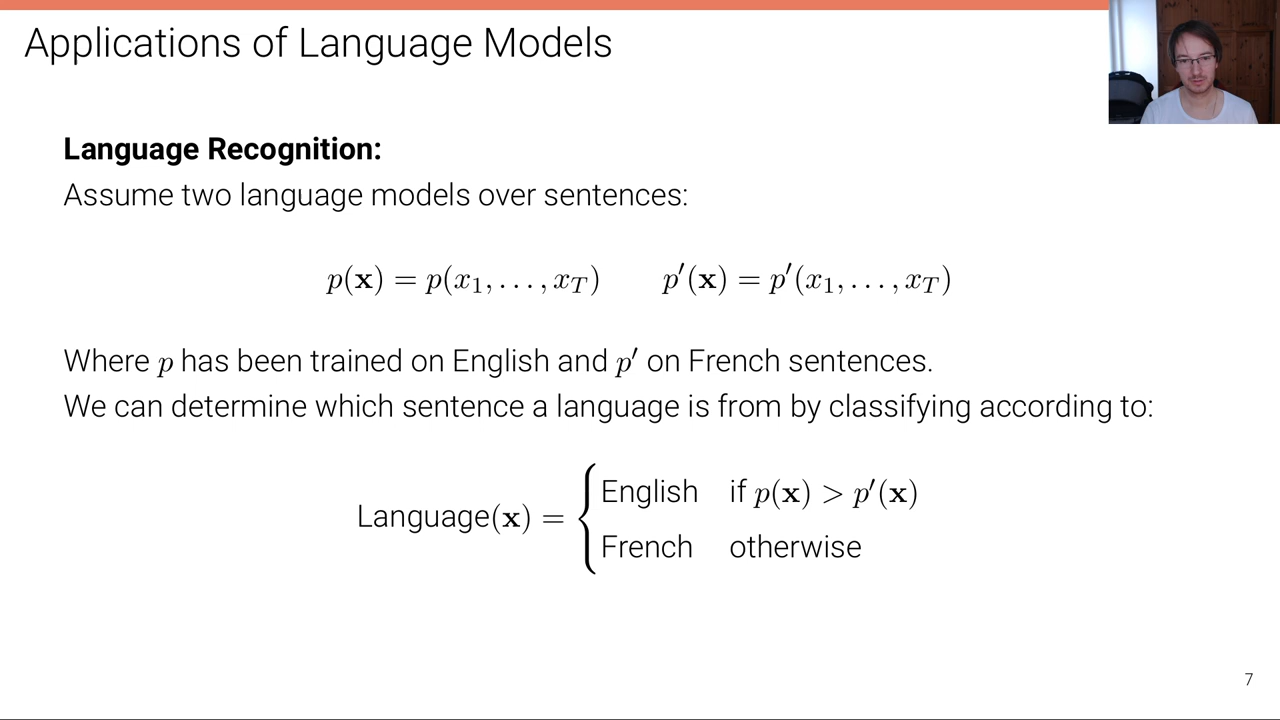 Applications of Language Models
Language Recognition:
Assume two language models over sentences:
p(x) = p(x₁, . . . , x_T) p′(x) = p′(x₁, . . . , x_T)
Where p has been trained on English and p′ on French sentences.
We can determine which sentence a language is from by classifying according to:
Language(x) = { English if p(x) > p′(x)
French otherwise
7